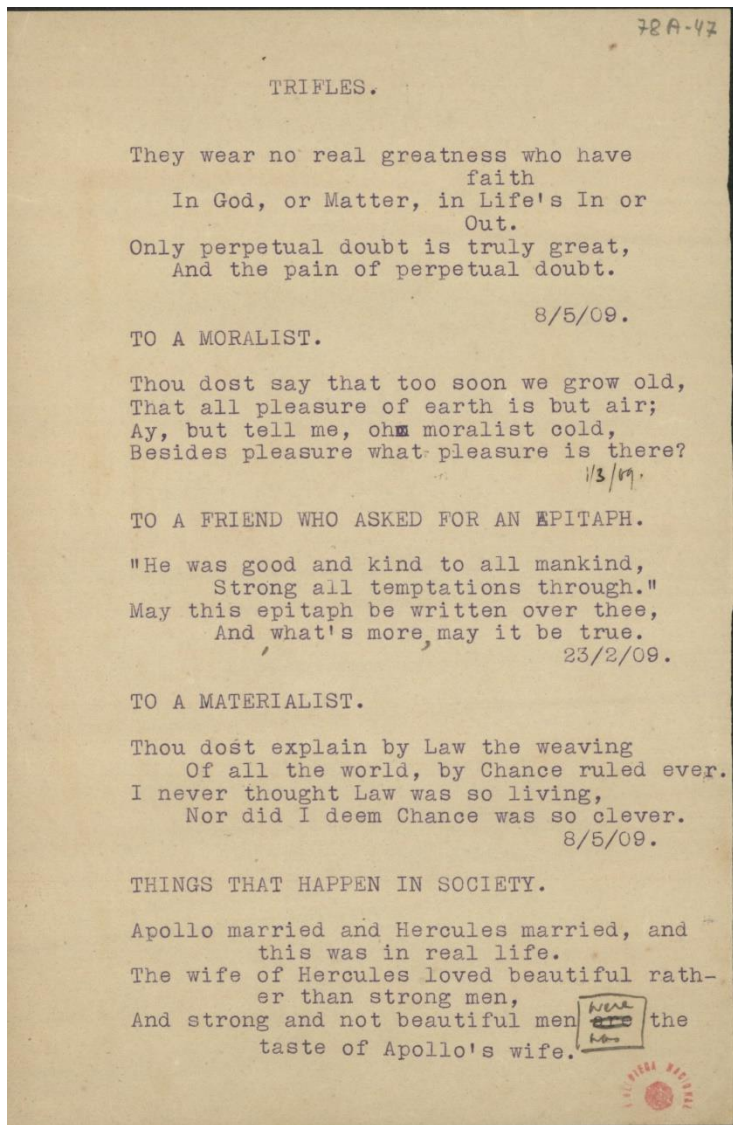 78A-47
TRIFLES.
They wear no real greatness who have
faith
In God, or Matter, in Life's In or
Out.
Only perpetual doubt is truly great,
And the pain of perpetual doubt.
8/5/09.
TO A MORALIST.
Thou dost say that too soon we grow old,
That all pleasure of earth is but air;
Ay, but tell me, oh moralist cold,
Besides pleasure what pleasure is there?
1/3/09.
TO A FRIEND WHO ASKED FOR AN EPITAPH.
"He was good and kind to all mankind,
Strong all temptations through."
May this epitaph be written over thee,
And what's more, may it be true.
23/2/09.
TO A MATERIALIST.
Thou dost explain by Law the weaving
Of all the world, by Chance ruled ever.
I never thought Law was so living,
Nor did I deem Chance was so clever.
8/5/09.
THINGS THAT HAPPEN IN SOCIETY.
Apollo married and Hercules married, and
this was in real life.
The wife of Hercules loved beautiful rath-
er than strong men,
were
And strong and not beautiful men are the
was
taste of Apollo's wife.
BIBLIOTECA NACIONAL